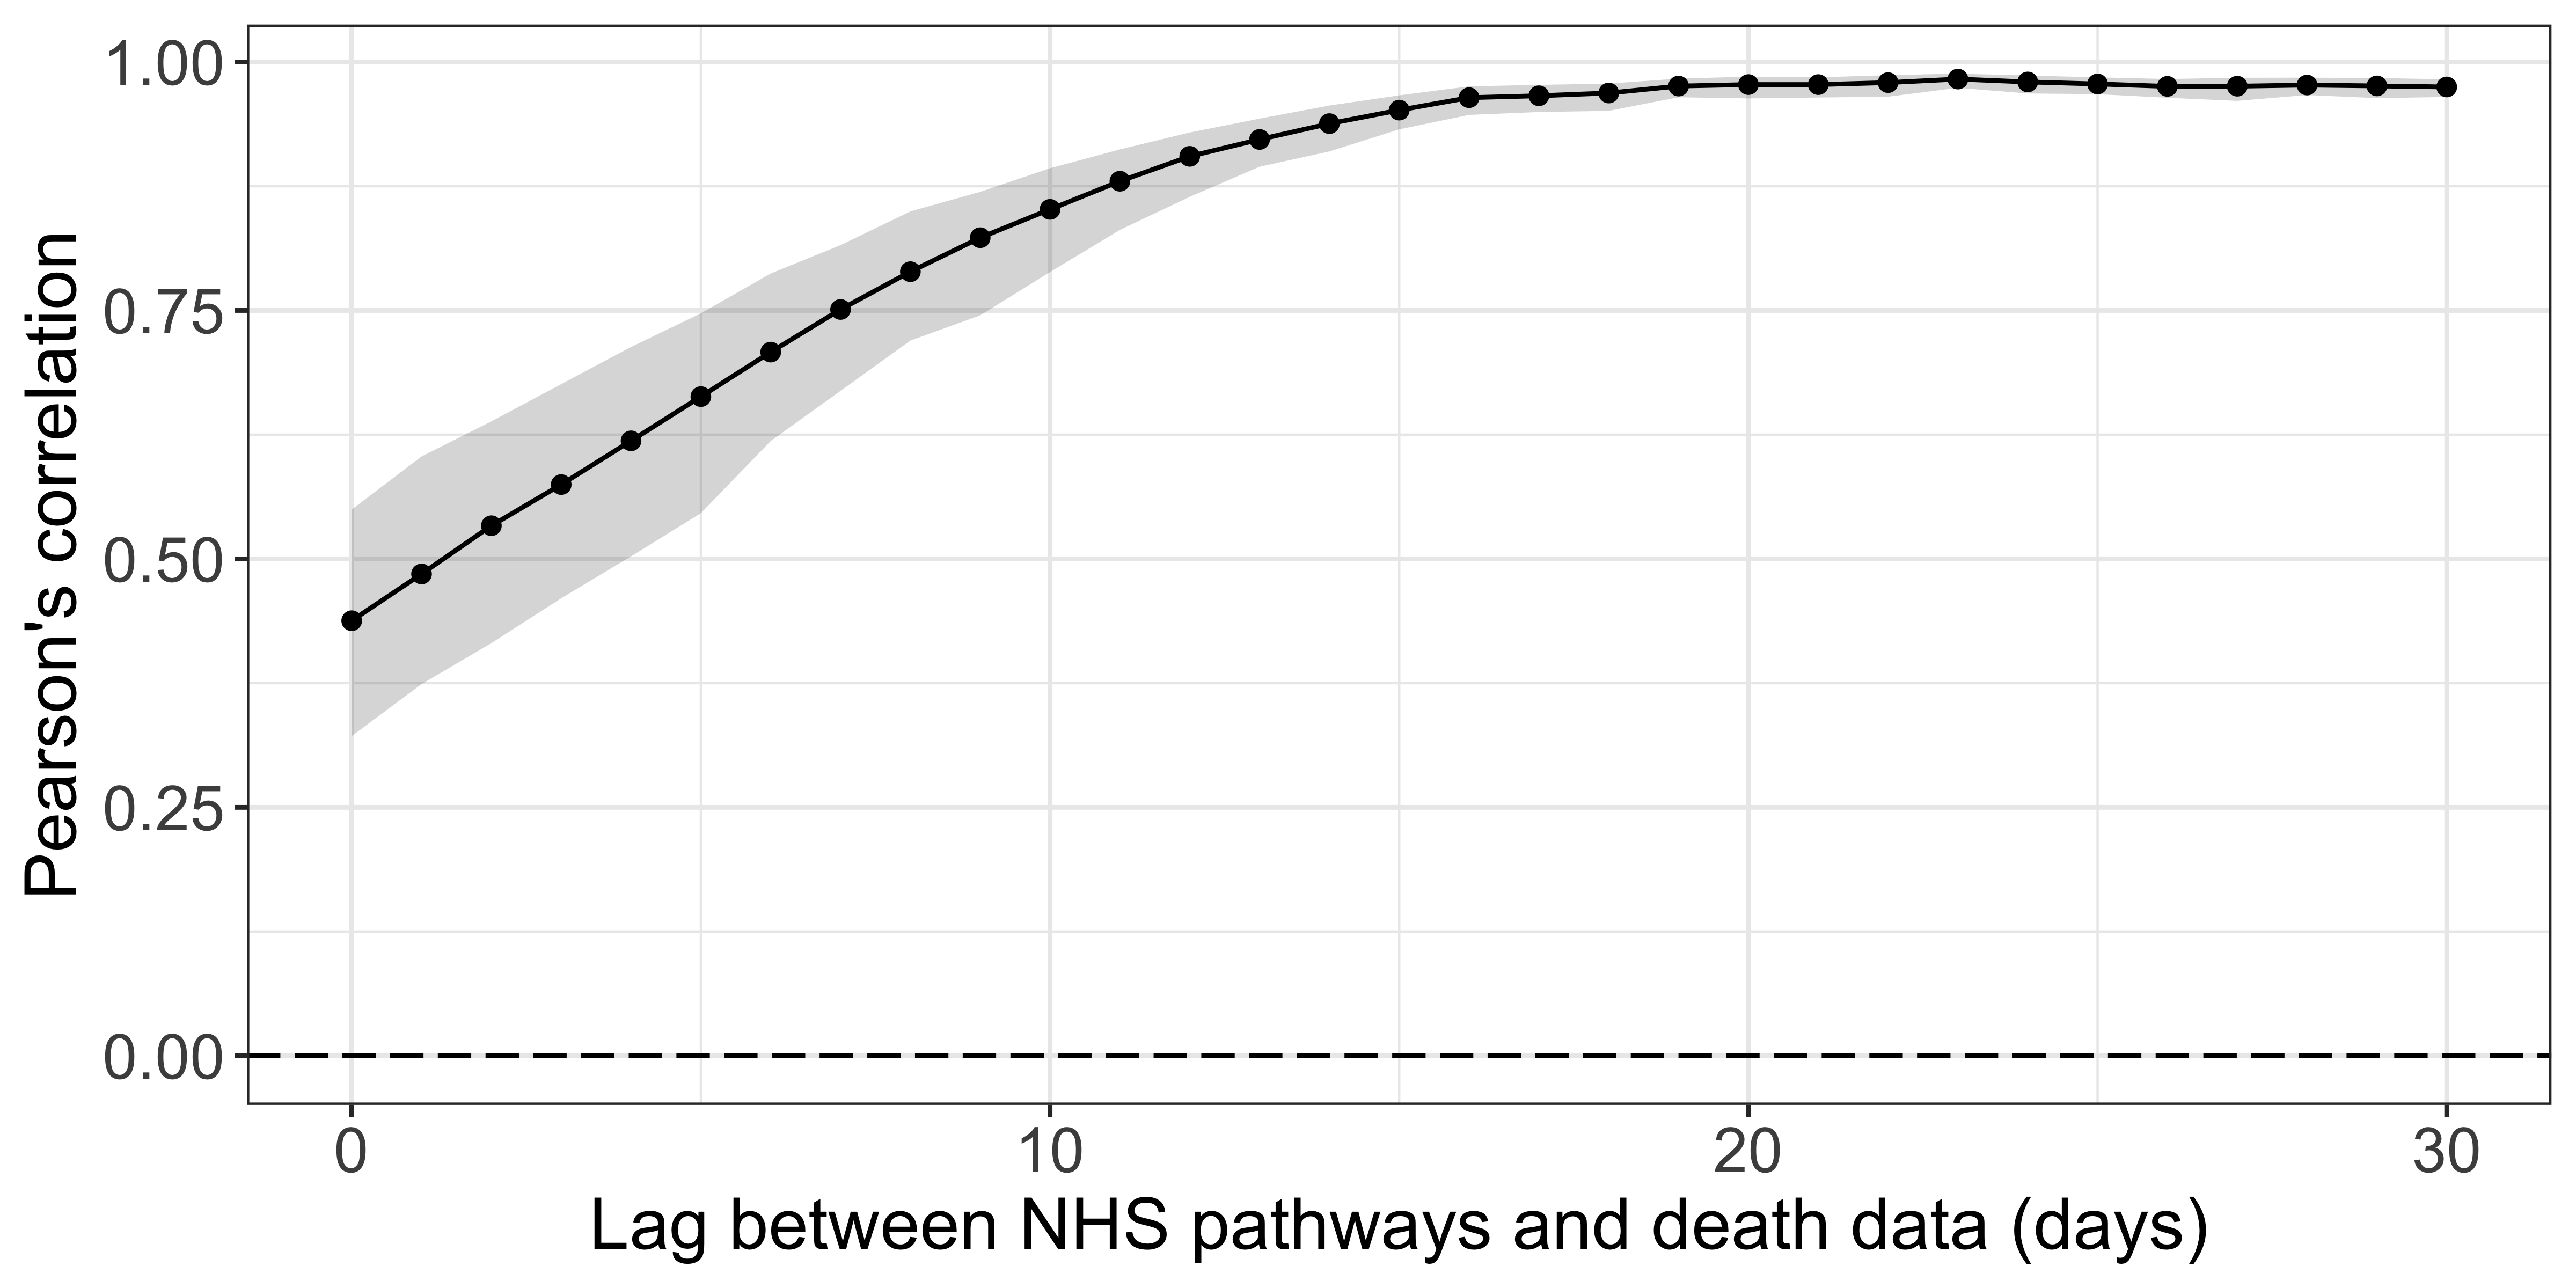 Pearson's correlation
1.00
0.75
0.50
0.25
0.00
0 10 20 30
Lag between NHS pathways and death data (days)